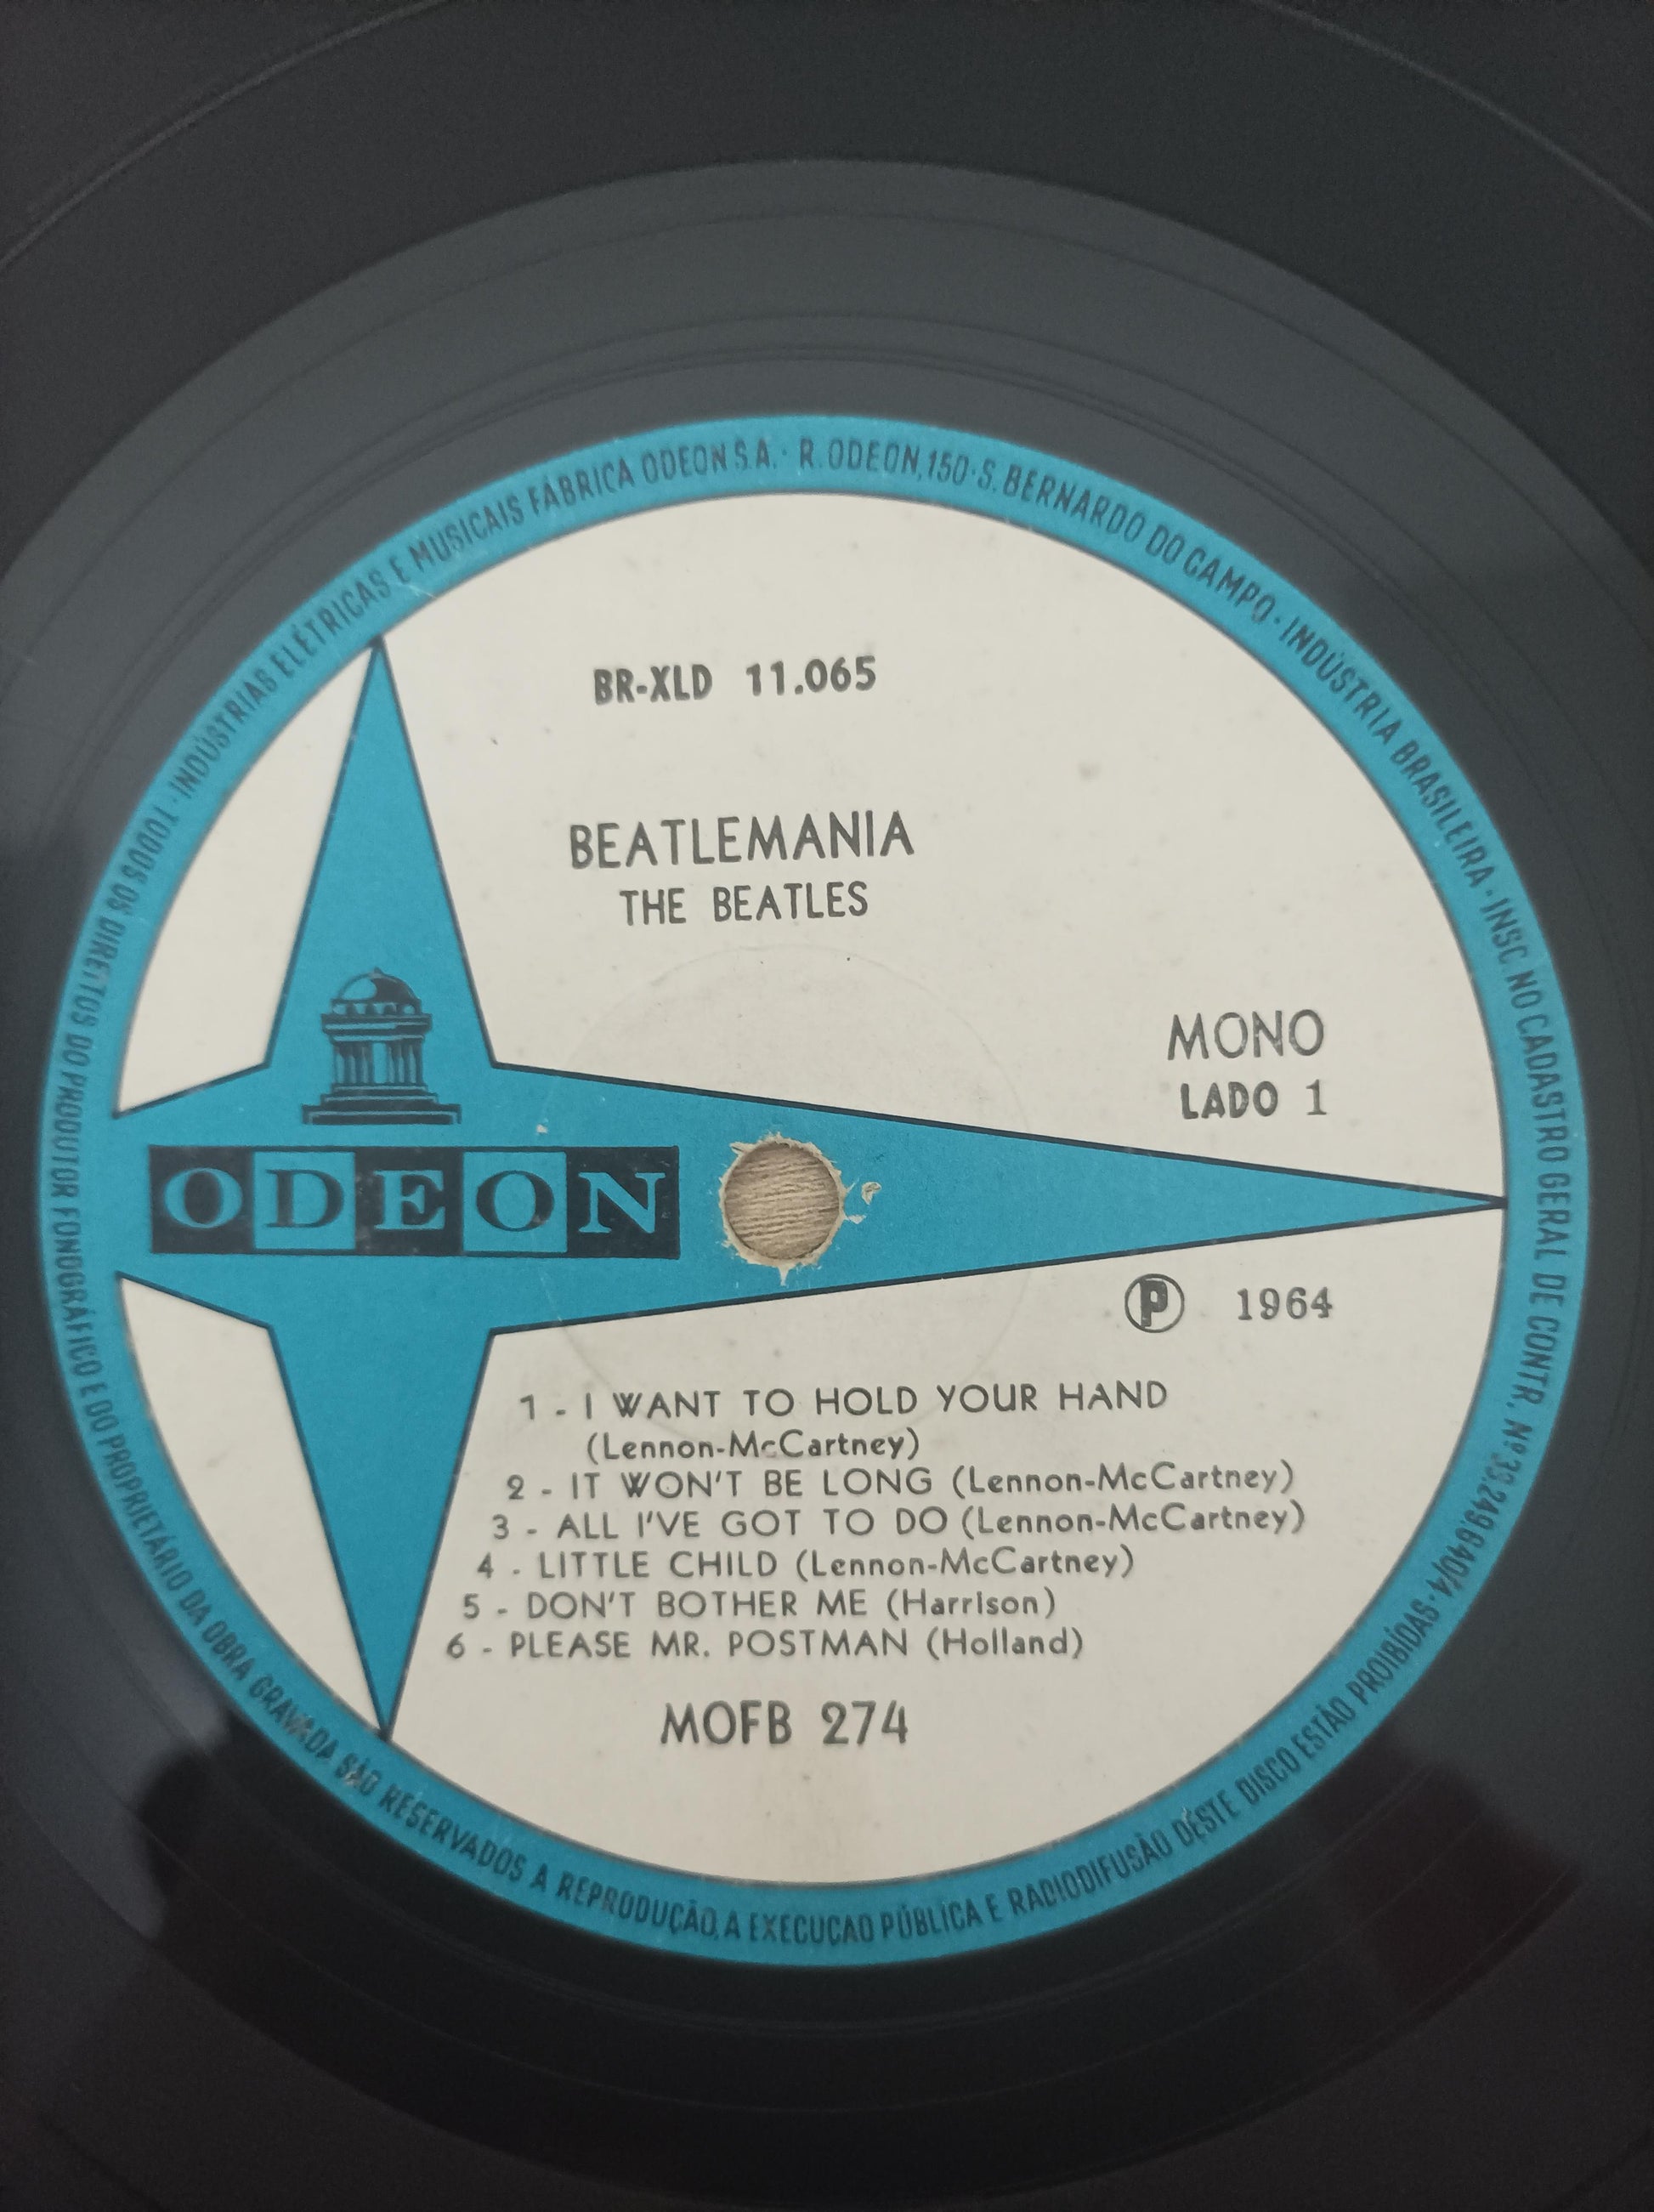 INDÚSTRIAS ELÉTRICAS E MUSICAIS FÁBRICA ODEON S.A. · R. ODEON, 150 · S. BERNARDO DO CAMPO · INDÚSTRIA BRASILEIRA · INSC. NO CADASTRO GERAL DE CONTR. Nº 33.249.640/4 · TODOS OS DIREITOS DO PRODUTOR FONOGRÁFICO E DO PROPRIETÁRIO DA OBRA GRAVADA SÃO RESERVADOS A REPRODUÇÃO, A EXECUÇAO PÚBLICA E RADIODIFUSÃO DÊSTE DISCO ESTÃO PROIBÍDAS ·
BR-XLD 11.065
BEATLEMANIA
THE BEATLES
MONO
LADO 1
ODEON
Ⓟ 1964
1 - I WANT TO HOLD YOUR HAND
(Lennon-McCartney)
2 - IT WON'T BE LONG (Lennon-McCartney)
3 - ALL I'VE GOT TO DO (Lennon-McCartney)
4 - LITTLE CHILD (Lennon-McCartney)
5 - DON'T BOTHER ME (Harrison)
6 - PLEASE MR. POSTMAN (Holland)
MOFB 274